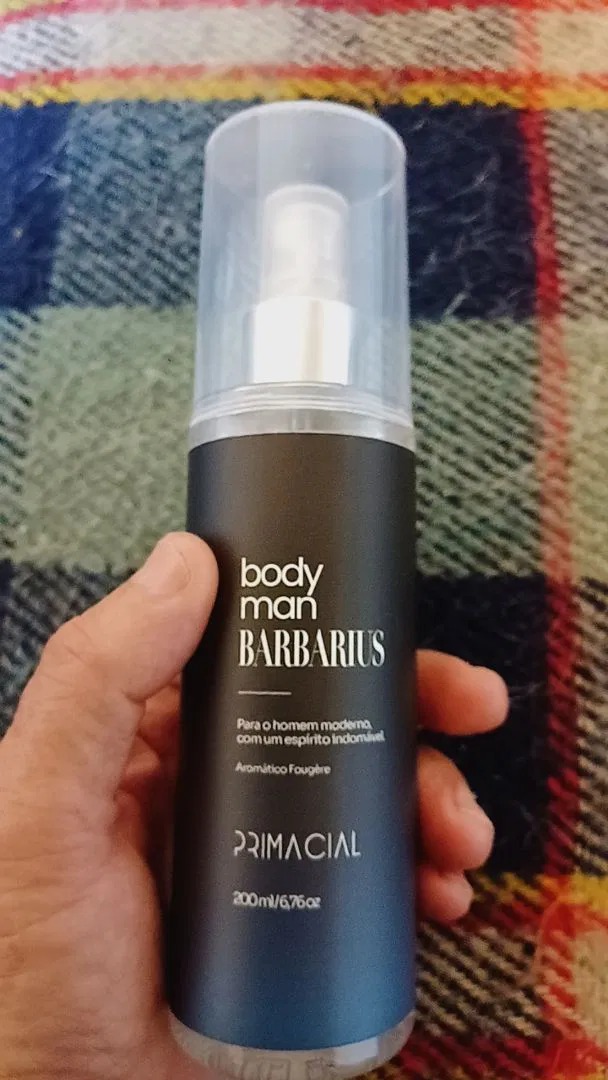 body
man
BARBARIUS
Para o homem moderno,
com um espírito indomável.
Aromático Fougère
PRIMACIAL
200ml/6,76oz